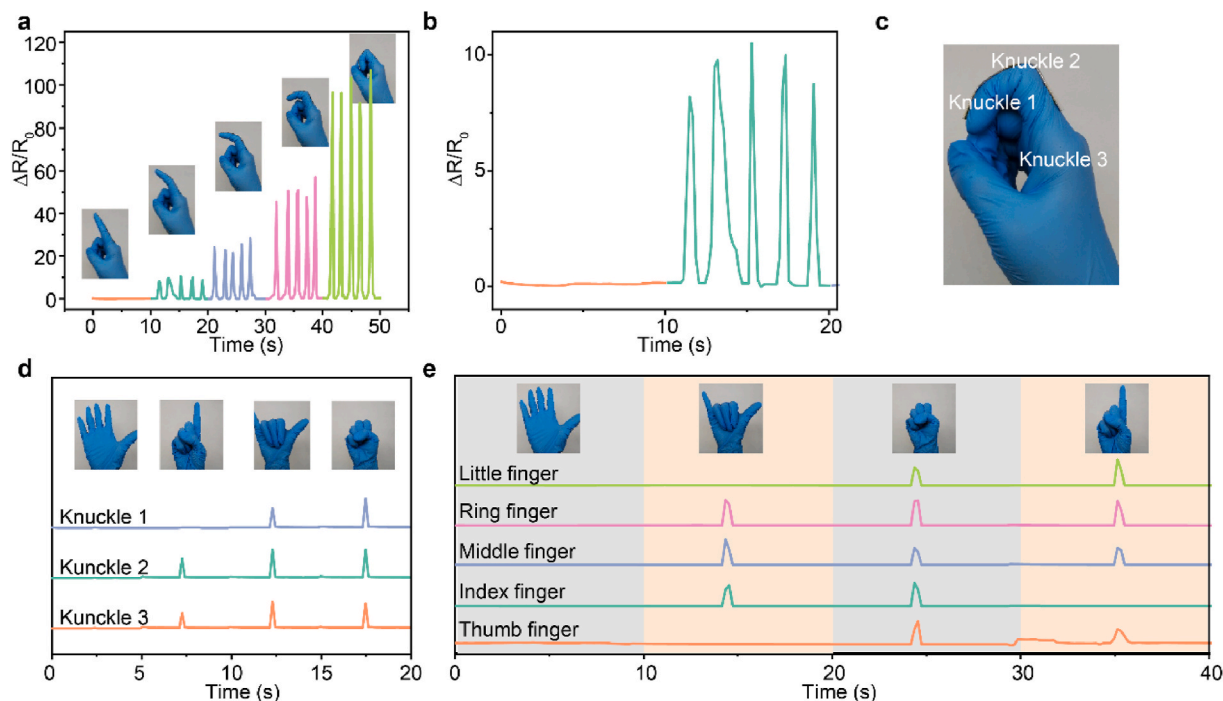 a
120
100
80
60
40
20
0
ΔR/R₀
0 10 20 30 40 50
Time (s)
b
10
5
0
ΔR/R₀
0 10 20
Time (s)
c
Knuckle 2
Knuckle 1
Knuckle 3
d
Knuckle 1
Kunckle 2
Kunckle 3
0 5 10 15 20
Time (s)
e
Little finger
Ring finger
Middle finger
Index finger
Thumb finger
0 10 20 30 40
Time (s)